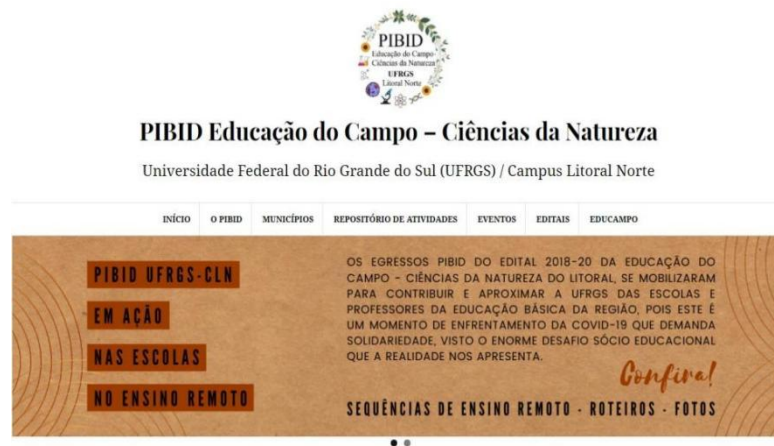 PIBID
Educação do Campo
Ciências da Natureza
UFRGS
Litoral Norte
PIBID Educação do Campo – Ciências da Natureza
Universidade Federal do Rio Grande do Sul (UFRGS) / Campus Litoral Norte
INÍCIO O PIBID MUNICÍPIOS REPOSITÓRIO DE ATIVIDADES EVENTOS EDITAIS EDUCAMPO
PIBID UFRGS-CLN
EM AÇÃO
NAS ESCOLAS
NO ENSINO REMOTO
OS EGRESSOS PIBID DO EDITAL 2018-20 DA EDUCAÇÃO DO
CAMPO - CIÊNCIAS DA NATUREZA DO LITORAL, SE MOBILIZARAM
PARA CONTRIBUIR E APROXIMAR A UFRGS DAS ESCOLAS E
PROFESSORES DA EDUCAÇÃO BÁSICA DA REGIÃO, POIS ESTE É
UM MOMENTO DE ENFRENTAMENTO DA COVID-19 QUE DEMANDA
SOLIDARIEDADE, VISTO O ENORME DESAFIO SÓCIO EDUCACIONAL
QUE A REALIDADE NOS APRESENTA.
Confira!
SEQUÊNCIAS DE ENSINO REMOTO - ROTEIROS - FOTOS